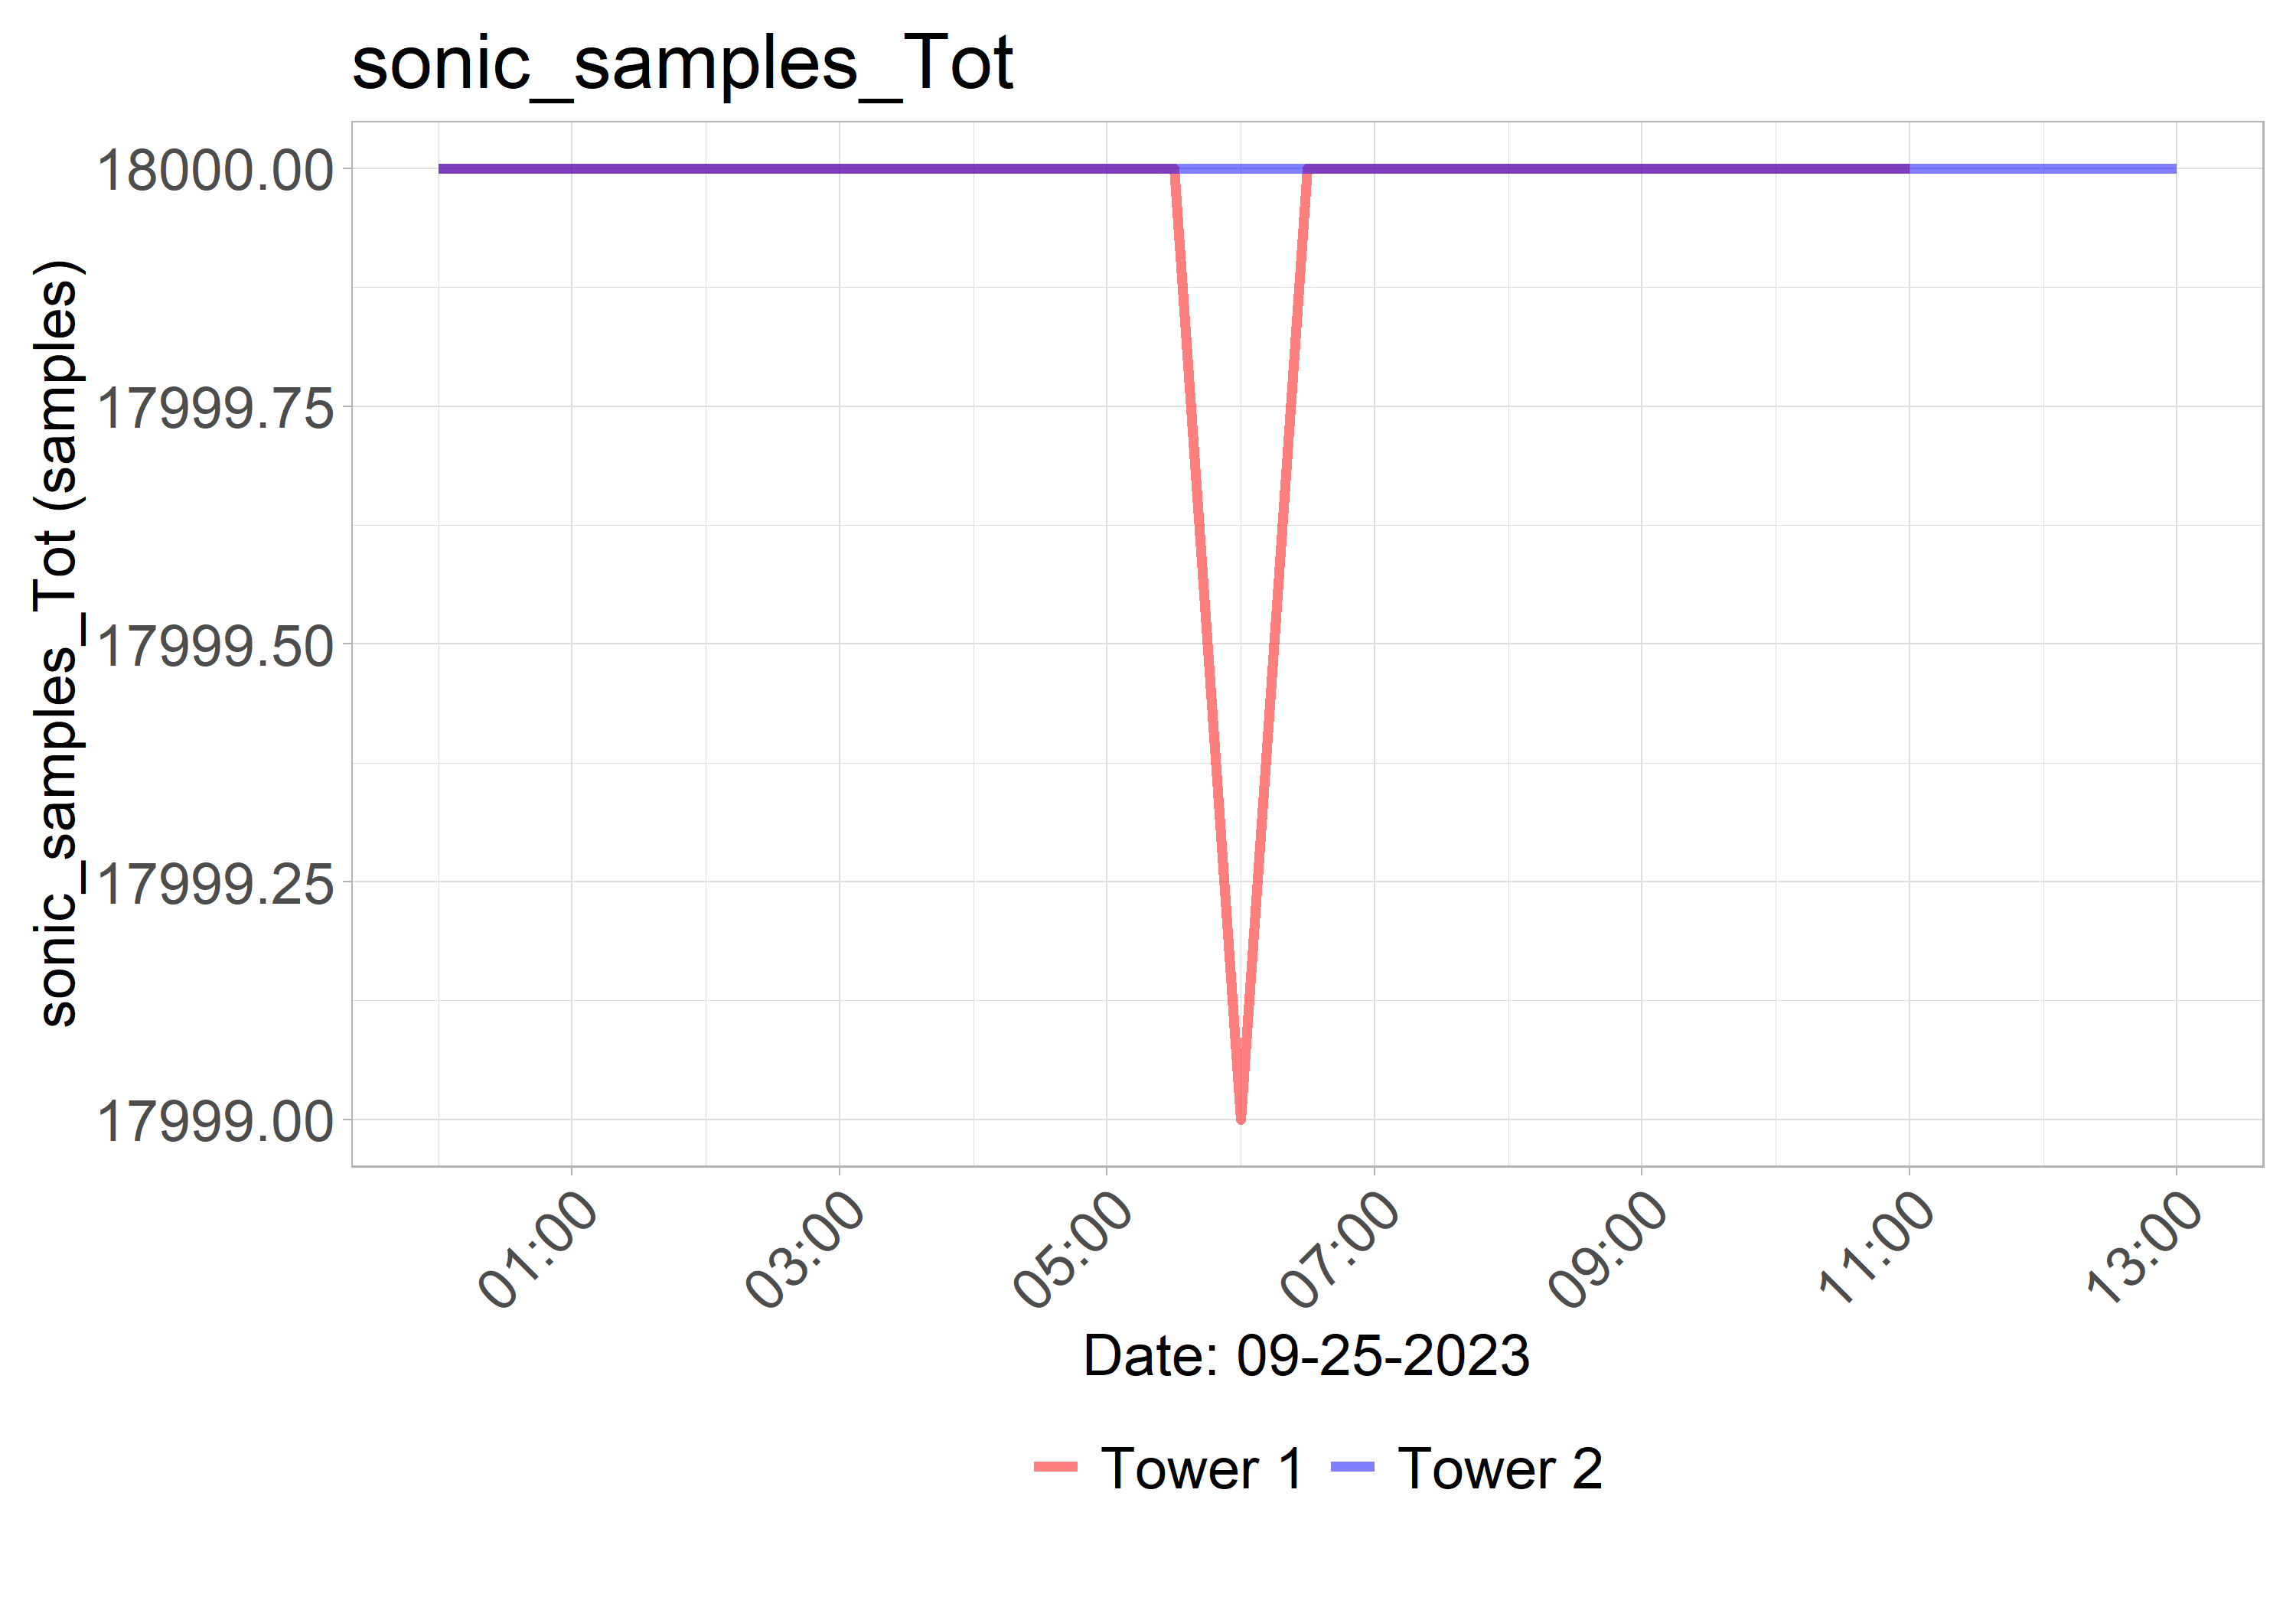 sonic_samples_Tot
sonic_samples_Tot (samples)
18000.00
17999.75
17999.50
17999.25
17999.00
01:00 03:00 05:00 07:00 09:00 11:00 13:00
Date: 09-25-2023
Tower 1 Tower 2